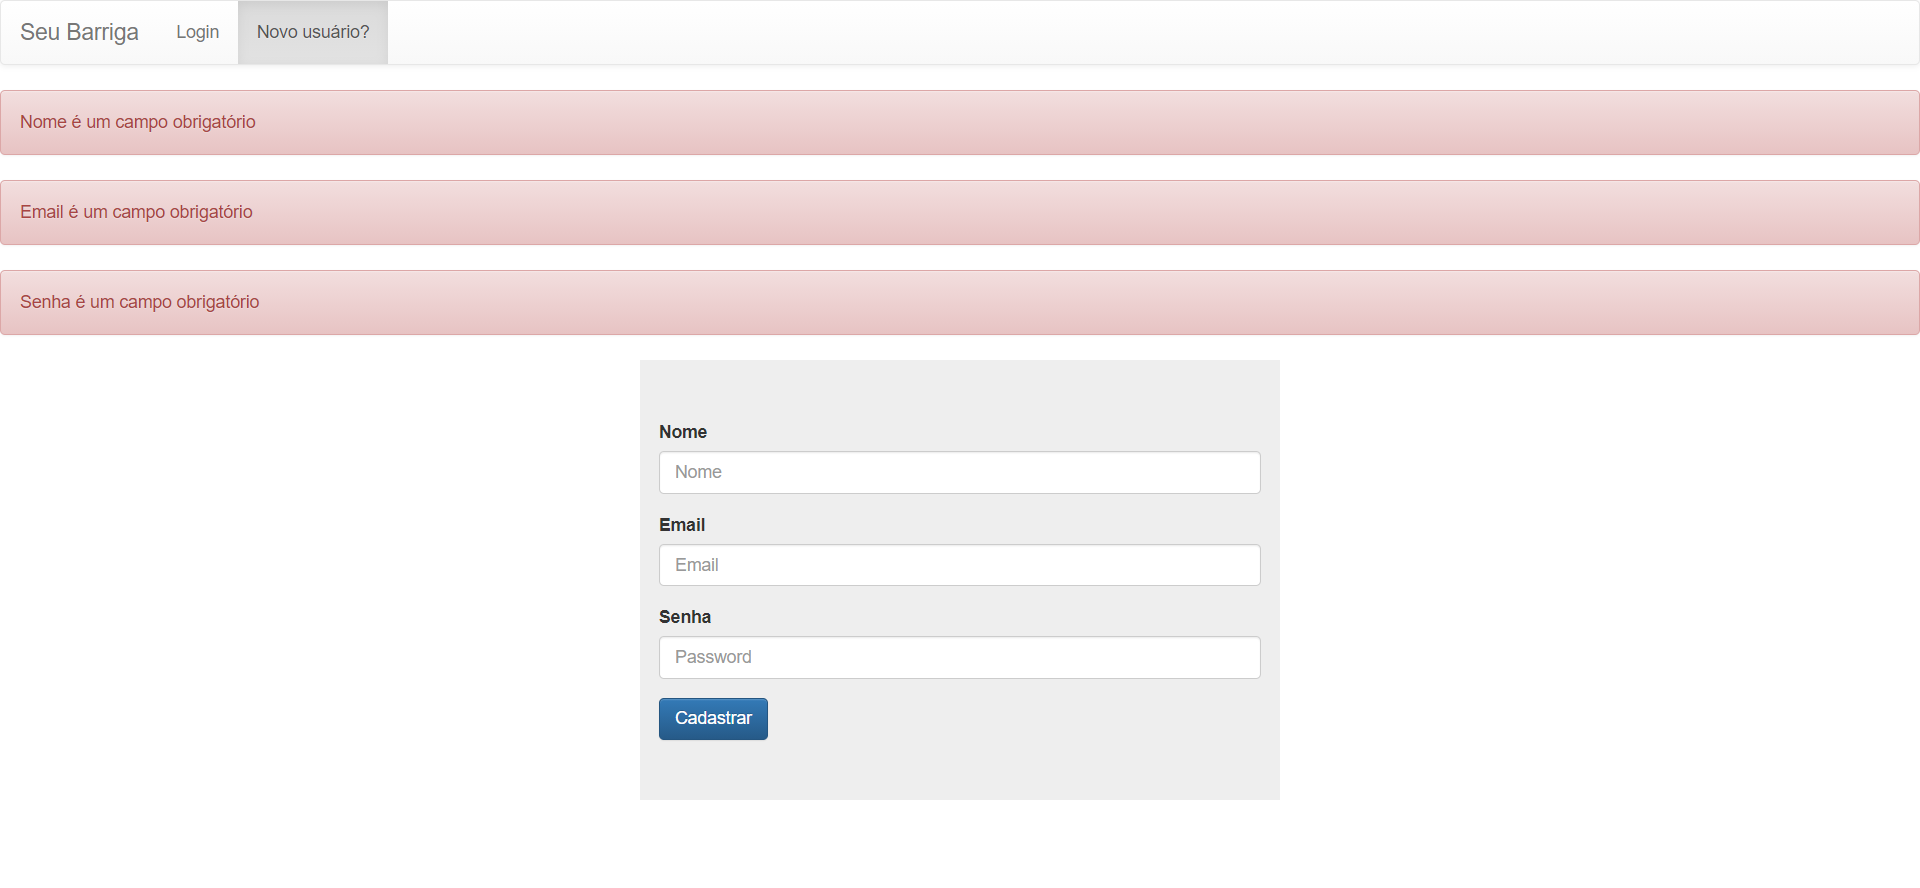 Seu Barriga Login Novo usuário?
Nome é um campo obrigatório
Email é um campo obrigatório
Senha é um campo obrigatório
Nome
Nome
Email
Email
Senha
Password
Cadastrar